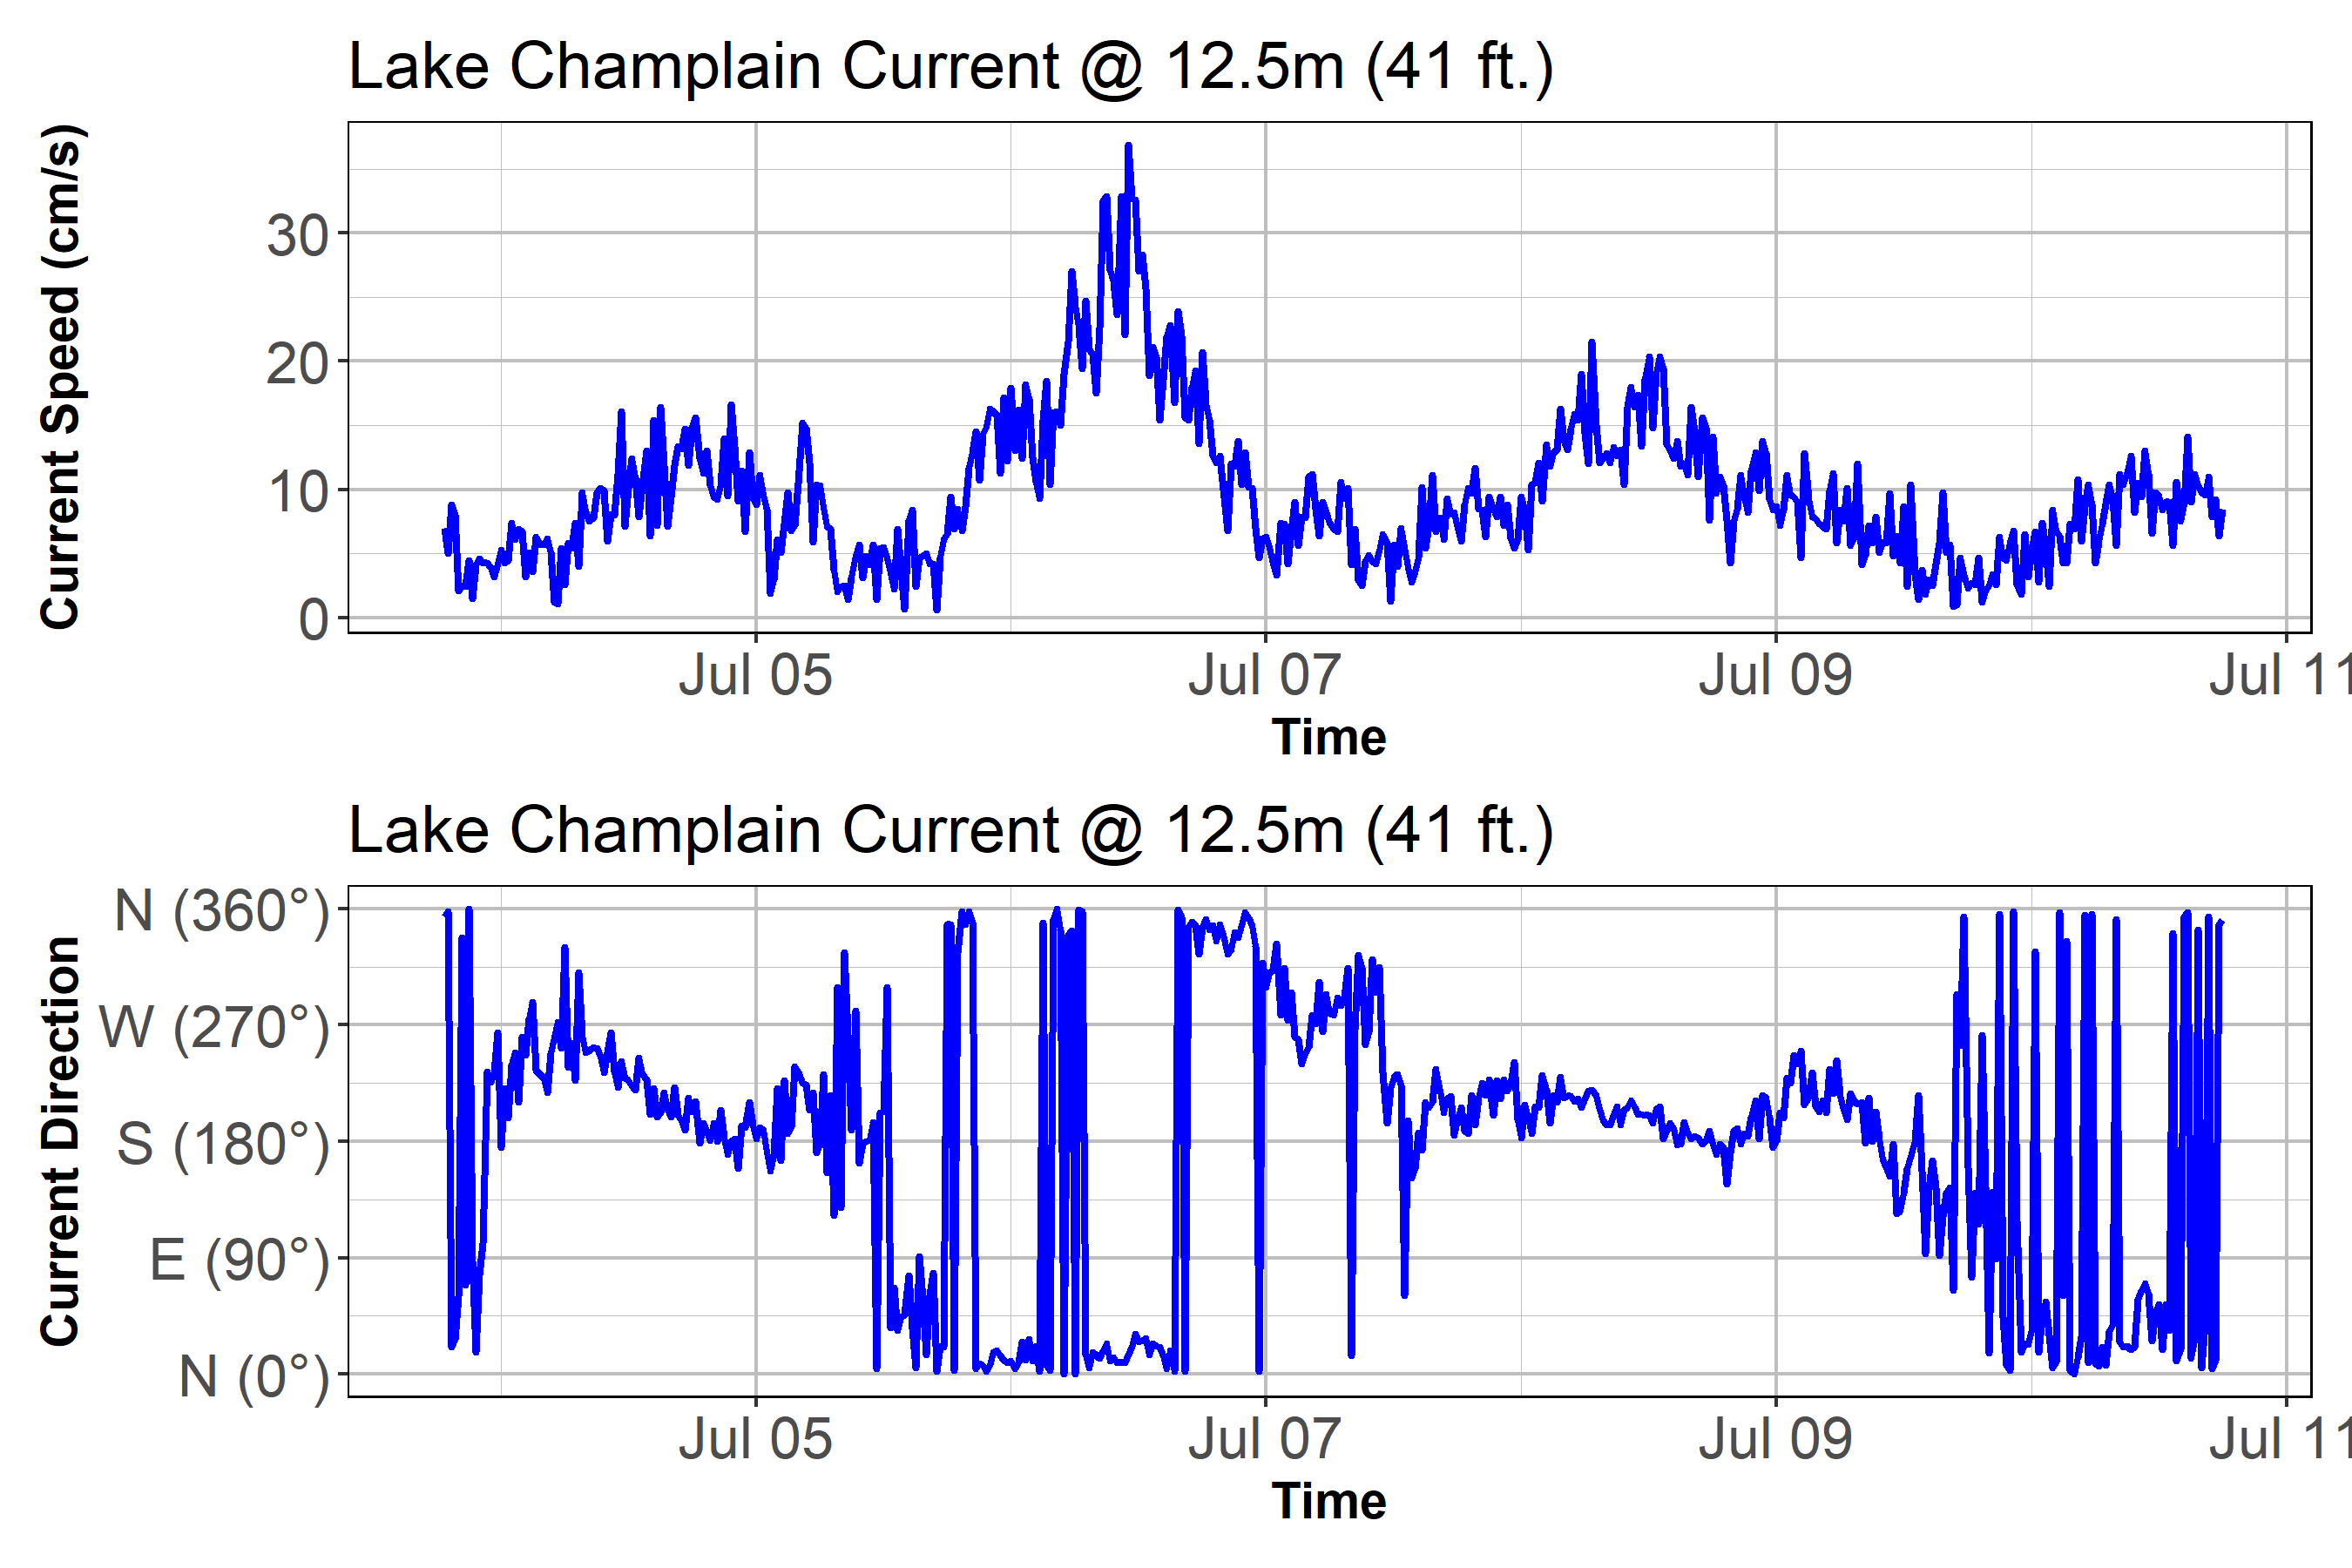 Lake Champlain Current @ 12.5m (41 ft.)
Current Speed (cm/s)
30
20
10
0
Jul 05 Jul 07 Jul 09 Jul 11
Time
Lake Champlain Current @ 12.5m (41 ft.)
Current Direction
N (360°)
W (270°)
S (180°)
E (90°)
N (0°)
Jul 05 Jul 07 Jul 09 Jul 11
Time